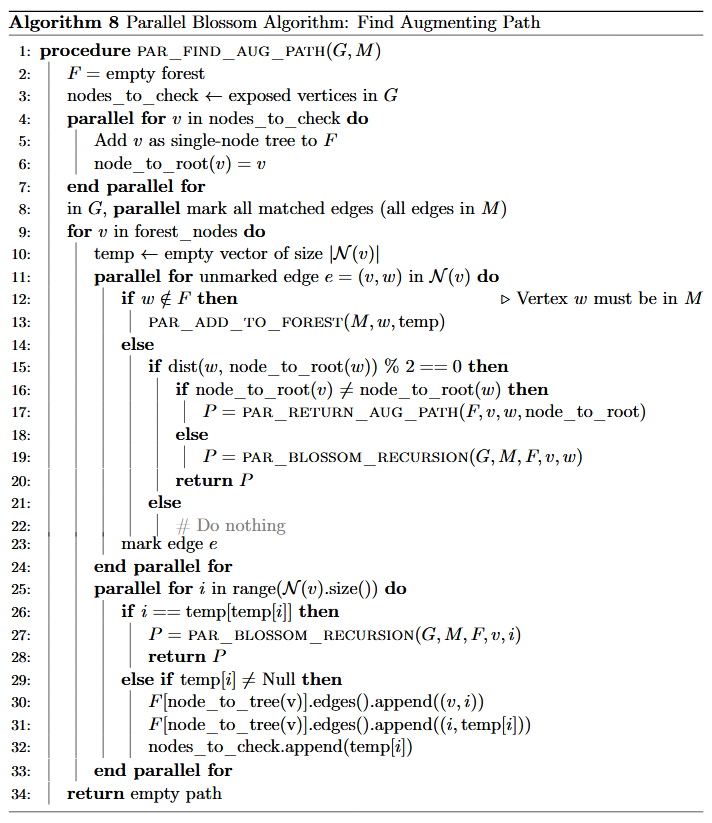 Algorithm 8 Parallel Blossom Algorithm: Find Augmenting Path
1: procedure PAR_FIND_AUG_PATH(G, M)
2: F = empty forest
3: nodes_to_check ← exposed vertices in G
4: parallel for v in nodes_to_check do
5: Add v as single-node tree to F
6: node_to_root(v) = v
7: end parallel for
8: in G, parallel mark all matched edges (all edges in M)
9: for v in forest_nodes do
10: temp ← empty vector of size |𝒩(v)|
11: parallel for unmarked edge e = (v, w) in 𝒩(v) do
12: if w ∉ F then ▷ Vertex w must be in M
13: PAR_ADD_TO_FOREST(M, w, temp)
14: else
15: if dist(w, node_to_root(w)) % 2 == 0 then
16: if node_to_root(v) ≠ node_to_root(w) then
17: P = PAR_RETURN_AUG_PATH(F, v, w, node_to_root)
18: else
19: P = PAR_BLOSSOM_RECURSION(G, M, F, v, w)
20: return P
21: else
22: # Do nothing
23: mark edge e
24: end parallel for
25: parallel for i in range(𝒩(v).size()) do
26: if i == temp[temp[i]] then
27: P = PAR_BLOSSOM_RECURSION(G, M, F, v, i)
28: return P
29: else if temp[i] ≠ Null then
30: F[node_to_tree(v)].edges().append((v, i))
31: F[node_to_tree(v)].edges().append((i, temp[i]))
32: nodes_to_check.append(temp[i])
33: end parallel for
34: return empty path